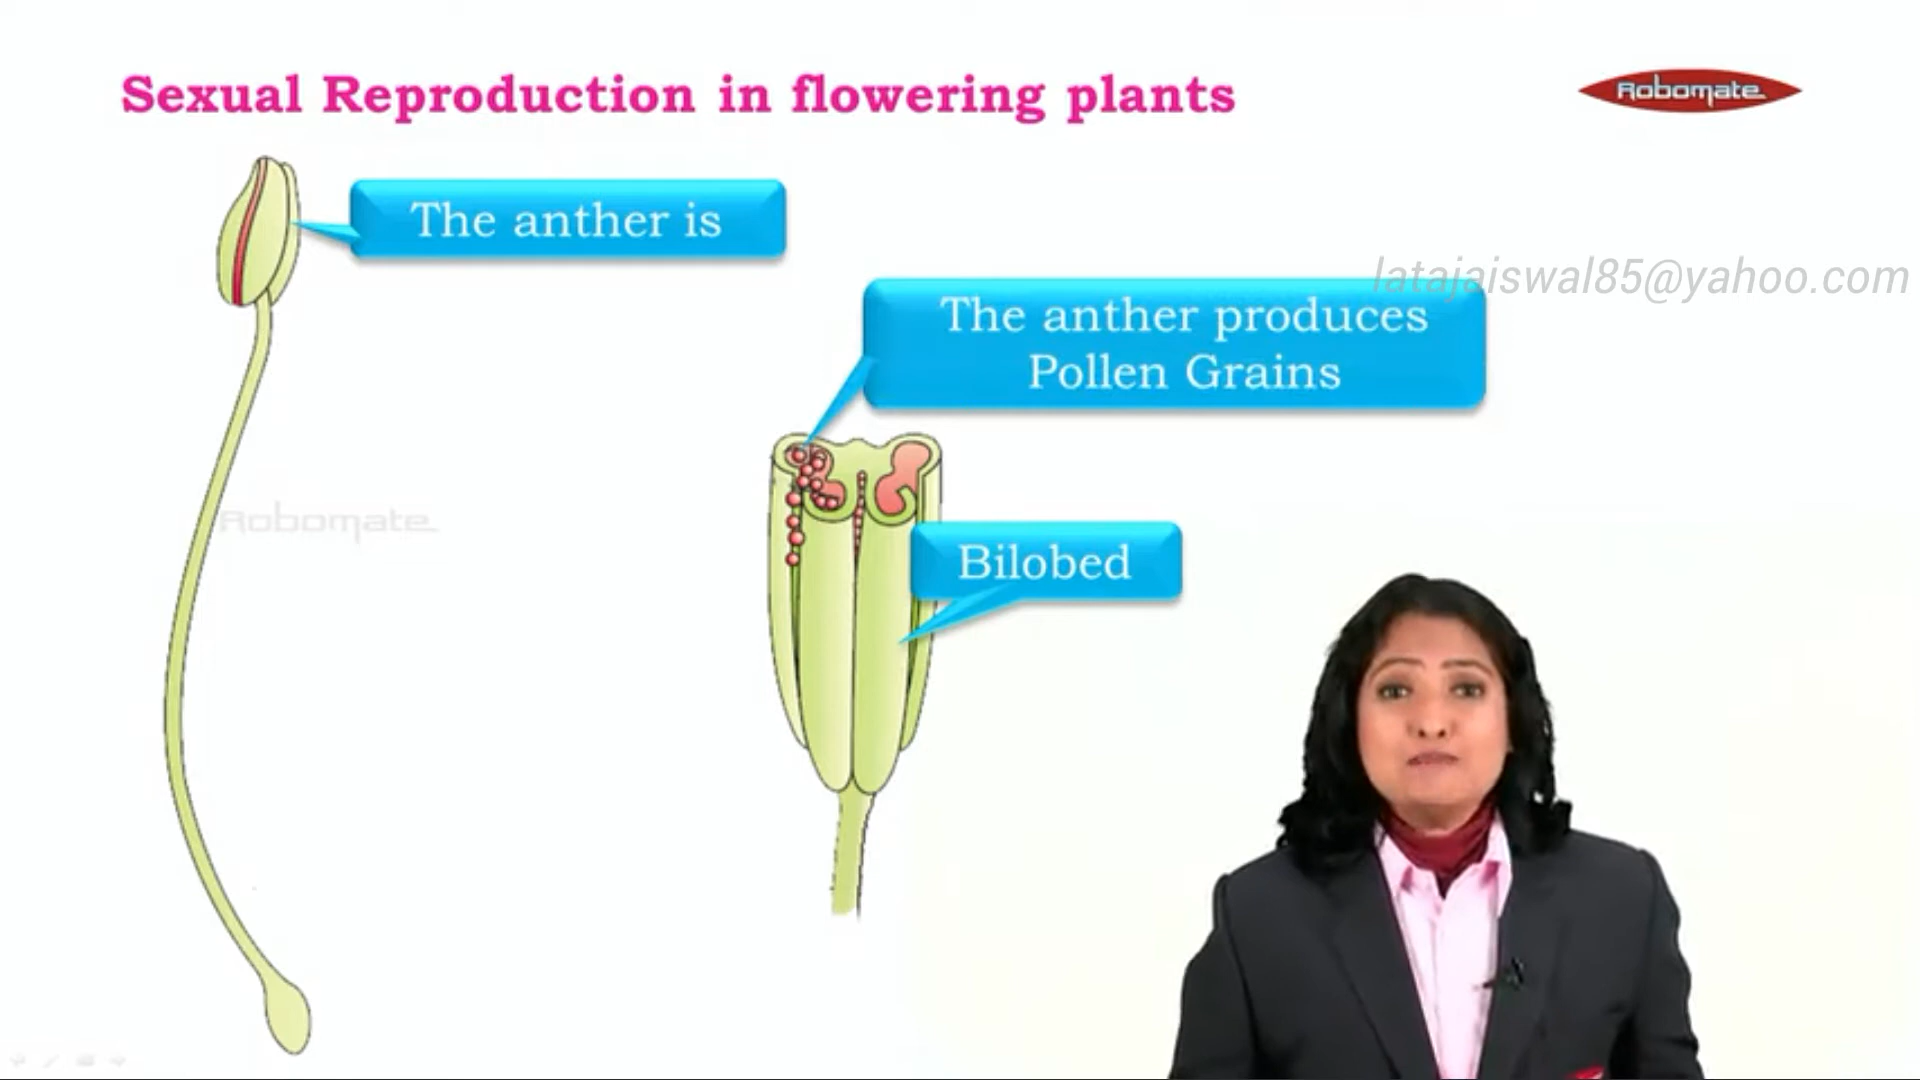 Sexual Reproduction in flowering plants
Robomate
The anther is
latajaiswal85@yahoo.com
The anther produces
Pollen Grains
Robomate
Bilobed